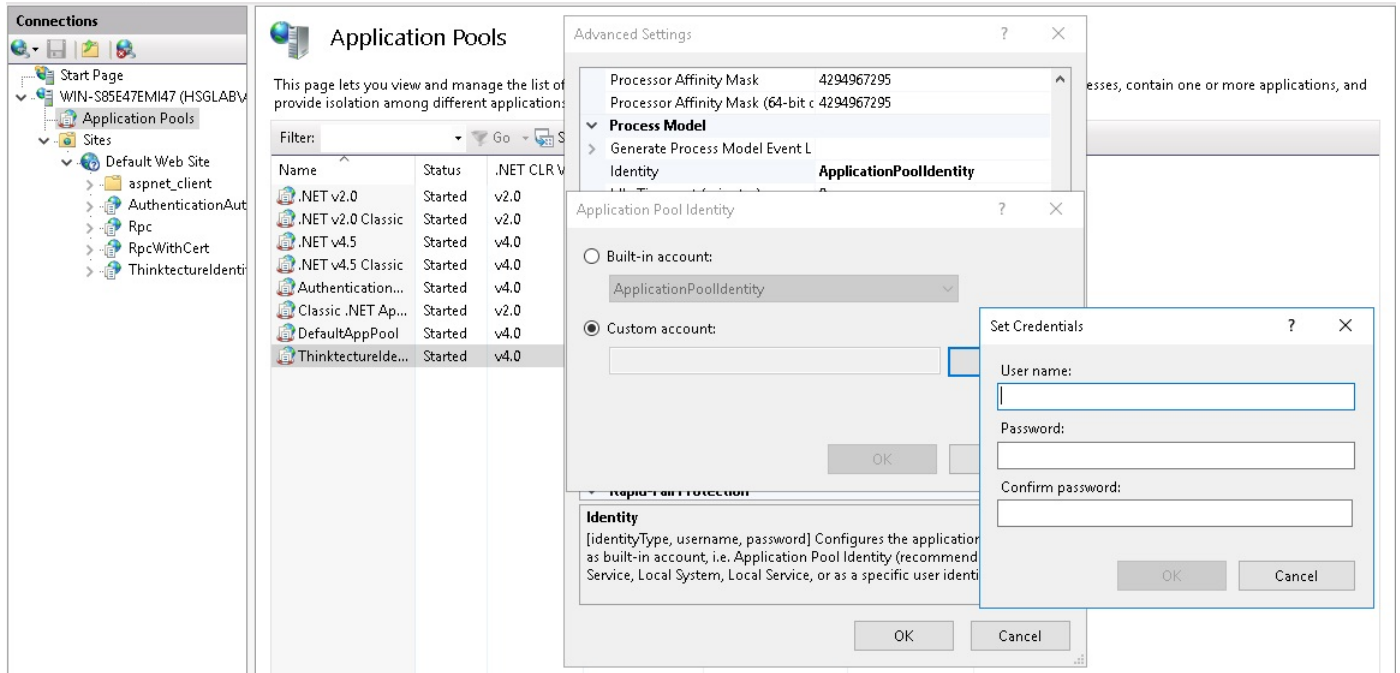 Connections
Start Page
WIN-S85E47EMI47 (HSGLAB\
Application Pools
Sites
Default Web Site
aspnet_client
AuthenticationAut
Rpc
RpcWithCert
ThinktectureIdenti
Application Pools
This page lets you view and manage the list of
provide isolation among different applications
esses, contain one or more applications, and
Filter:
Go
Name Status .NET CLR V
.NET v2.0 Started v2.0
.NET v2.0 Classic Started v2.0
.NET v4.5 Started v4.0
.NET v4.5 Classic Started v4.0
Authentication... Started v4.0
Classic .NET Ap... Started v2.0
DefaultAppPool Started v4.0
ThinktectureIde... Started v4.0
Advanced Settings
Processor Affinity Mask 4294967295
Processor Affinity Mask (64-bit c 4294967295
Process Model
Generate Process Model Event L
Identity ApplicationPoolIdentity
Application Pool Identity
Built-in account:
ApplicationPoolIdentity
Custom account:
OK
Rapid-Fail Protection
Identity
[identityType, username, password] Configures the application
as built-in account, i.e. Application Pool Identity (recommend
Service, Local System, Local Service, or as a specific user identi
OK Cancel
Set Credentials
User name:
Password:
Confirm password:
OK Cancel